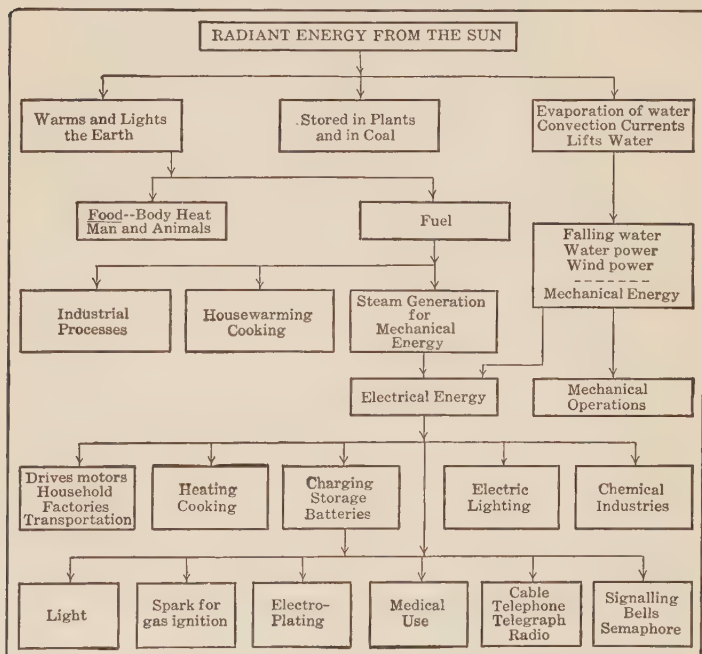 RADIANT ENERGY FROM THE SUN
Warms and Lights
the Earth
.Stored in Plants
and in Coal
Evaporation of water
Convection Currents
Lifts Water
Food--Body Heat
Man and Animals
Fuel
Falling water
Water power
Wind power
Mechanical Energy
Industrial
Processes
Housewarming
Cooking
Steam Generation
for
Mechanical
Energy
Electrical Energy
Mechanical
Operations
Drives motors
Household
Factories
Transportation
Heating
Cooking
Charging
Storage
Batteries
Electric
Lighting
Chemical
Industries
Light
Spark for
gas ignition
Electro-
Plating
Medical
Use
Cable
Telephone
Telegraph
Radio
Signalling
Bells
Semaphore